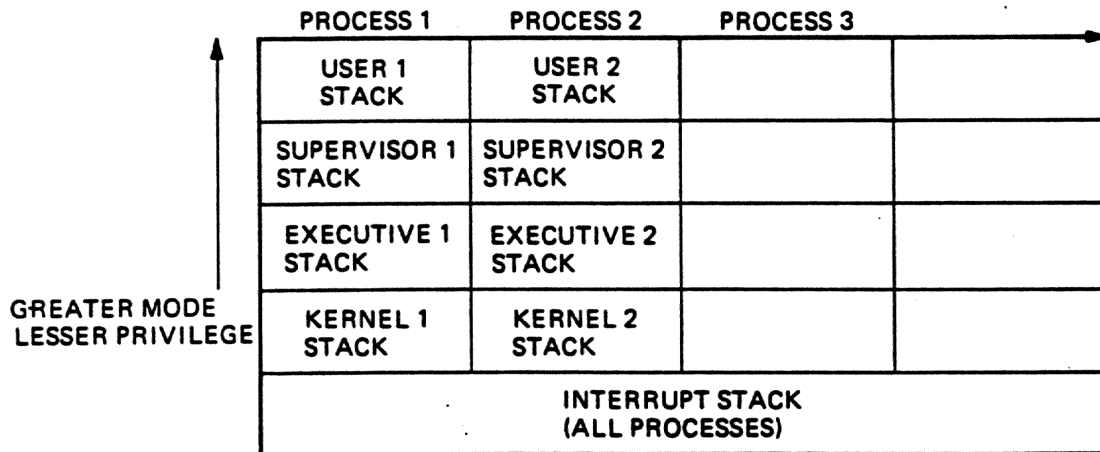 PROCESS 1
PROCESS 2
PROCESS 3
USER 1
STACK
USER 2
STACK
SUPERVISOR 1
STACK
SUPERVISOR 2
STACK
EXECUTIVE 1
STACK
EXECUTIVE 2
STACK
GREATER MODE
LESSER PRIVILEGE
KERNEL 1
STACK
KERNEL 2
STACK
INTERRUPT STACK
(ALL PROCESSES)